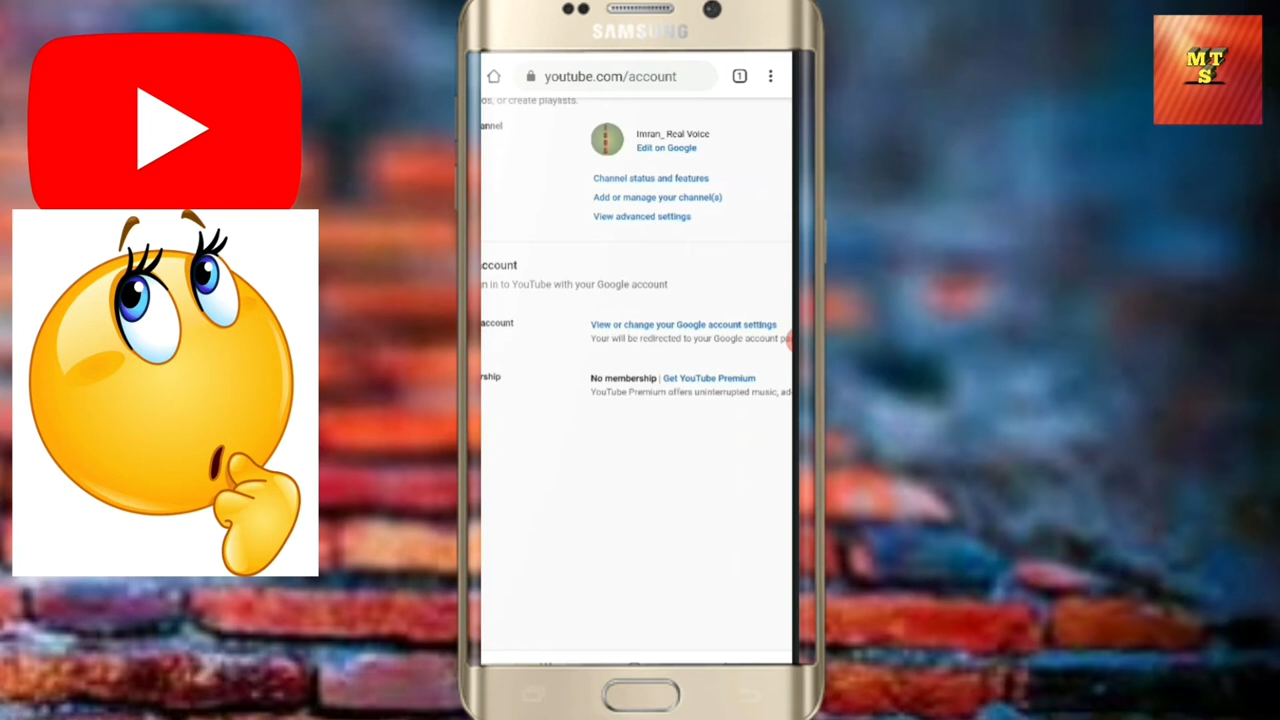 SAMSUNG
youtube.com/account
1
os, or create playlists.
annel
Imran_ Real Voice
Edit on Google
Channel status and features
Add or manage your channel(s)
View advanced settings
ccount
n in to YouTube with your Google account
account
View or change your Google account settings
Your will be redirected to your Google account pa
rship
No membership | Get YouTube Premium
YouTube Premium offers uninterrupted music, ad-
MT
S